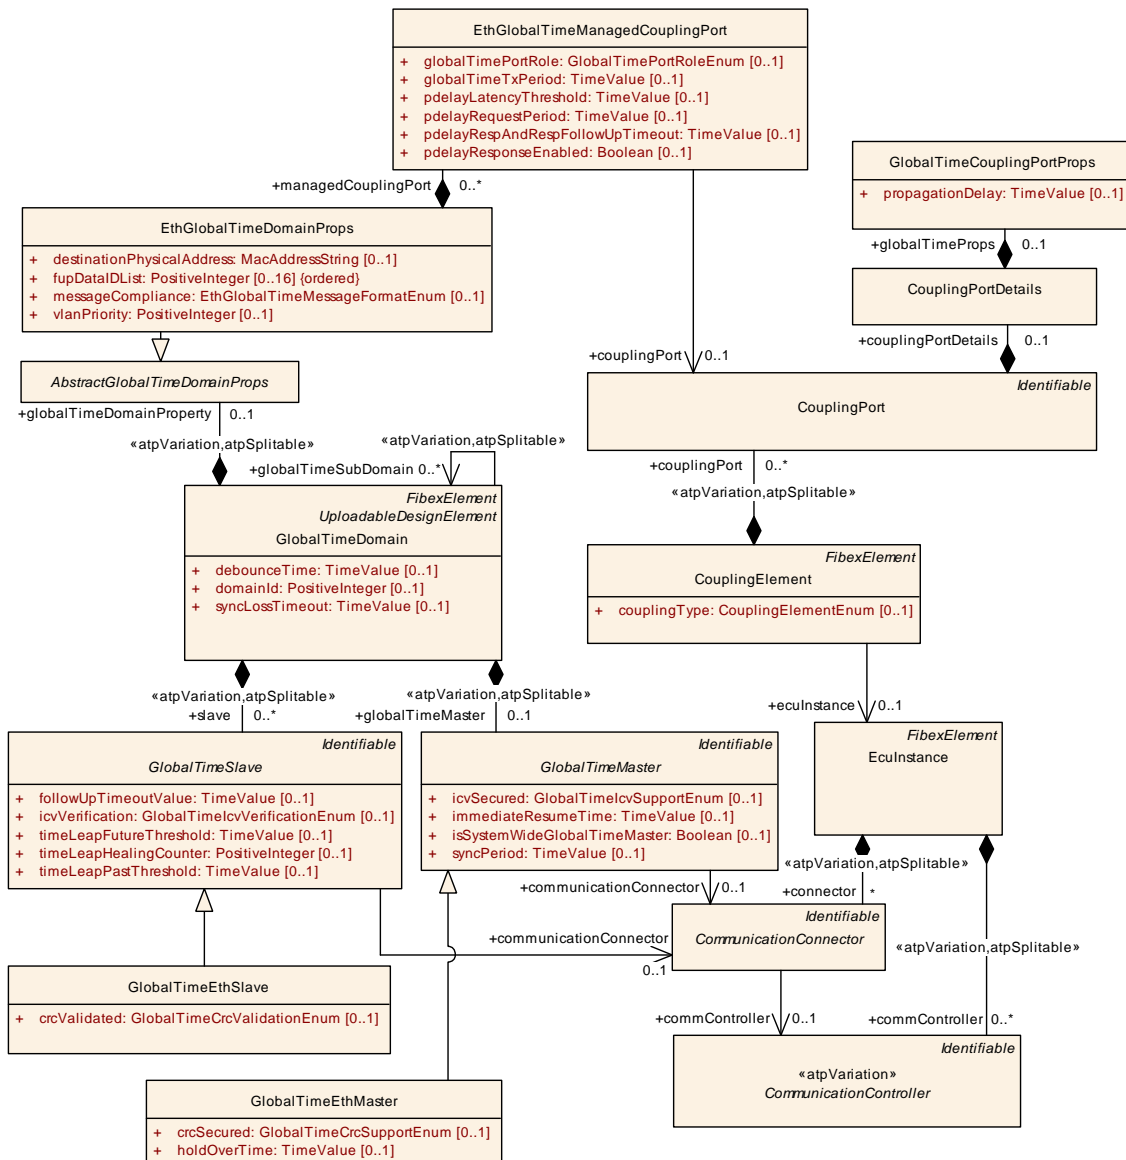 EthGlobalTimeManagedCouplingPort
+ globalTimePortRole: GlobalTimePortRoleEnum [0..1]
+ globalTimeTxPeriod: TimeValue [0..1]
+ pdelayLatencyThreshold: TimeValue [0..1]
+ pdelayRequestPeriod: TimeValue [0..1]
+ pdelayRespAndRespFollowUpTimeout: TimeValue [0..1]
+ pdelayResponseEnabled: Boolean [0..1]
GlobalTimeCouplingPortProps
+ propagationDelay: TimeValue [0..1]
+managedCouplingPort 0..*
EthGlobalTimeDomainProps
+ destinationPhysicalAddress: MacAddressString [0..1]
+ fupDataIDList: PositiveInteger [0..16] {ordered}
+ messageCompliance: EthGlobalTimeMessageFormatEnum [0..1]
+ vlanPriority: PositiveInteger [0..1]
+globalTimeProps 0..1
CouplingPortDetails
+couplingPortDetails 0..1
+couplingPort 0..1
AbstractGlobalTimeDomainProps
+globalTimeDomainProperty 0..1
«atpVariation,atpSplitable»
Identifiable
CouplingPort
«atpVariation,atpSplitable»
+globalTimeSubDomain 0..*
+couplingPort 0..*
«atpVariation,atpSplitable»
FibexElement
UploadableDesignElement
GlobalTimeDomain
+ debounceTime: TimeValue [0..1]
+ domainId: PositiveInteger [0..1]
+ syncLossTimeout: TimeValue [0..1]
FibexElement
CouplingElement
+ couplingType: CouplingElementEnum [0..1]
«atpVariation,atpSplitable»
+slave 0..*
«atpVariation,atpSplitable»
+globalTimeMaster 0..1
+ecuInstance 0..1
Identifiable
GlobalTimeSlave
+ followUpTimeoutValue: TimeValue [0..1]
+ icvVerification: GlobalTimeIcvVerificationEnum [0..1]
+ timeLeapFutureThreshold: TimeValue [0..1]
+ timeLeapHealingCounter: PositiveInteger [0..1]
+ timeLeapPastThreshold: TimeValue [0..1]
Identifiable
GlobalTimeMaster
+ icvSecured: GlobalTimeIcvSupportEnum [0..1]
+ immediateResumeTime: TimeValue [0..1]
+ isSystemWideGlobalTimeMaster: Boolean [0..1]
+ syncPeriod: TimeValue [0..1]
FibexElement
EcuInstance
«atpVariation,atpSplitable»
+connector *
+communicationConnector 0..1
+communicationConnector
0..1
Identifiable
CommunicationConnector
«atpVariation,atpSplitable»
GlobalTimeEthSlave
+ crcValidated: GlobalTimeCrcValidationEnum [0..1]
+commController 0..1
+commController 0..*
Identifiable
«atpVariation»
CommunicationController
GlobalTimeEthMaster
+ crcSecured: GlobalTimeCrcSupportEnum [0..1]
+ holdOverTime: TimeValue [0..1]